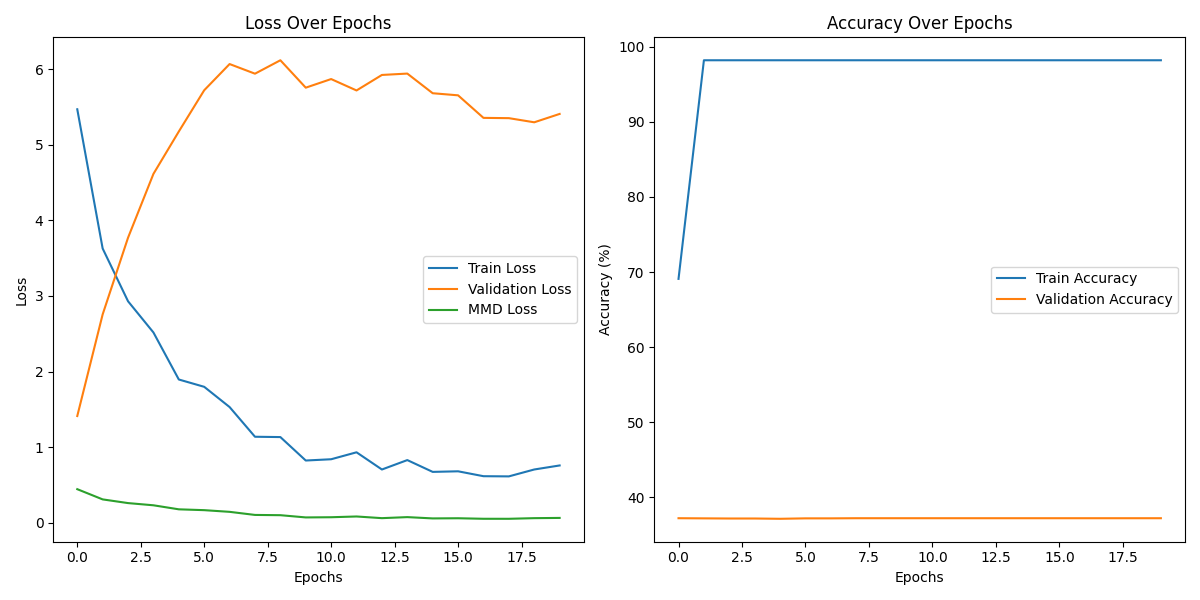 Loss Over Epochs
Loss
6
5
4
3
2
1
0
Train Loss
Validation Loss
MMD Loss
0.0 2.5 5.0 7.5 10.0 12.5 15.0 17.5
Epochs
Accuracy Over Epochs
Accuracy (%)
100
90
80
70
60
50
40
Train Accuracy
Validation Accuracy
0.0 2.5 5.0 7.5 10.0 12.5 15.0 17.5
Epochs